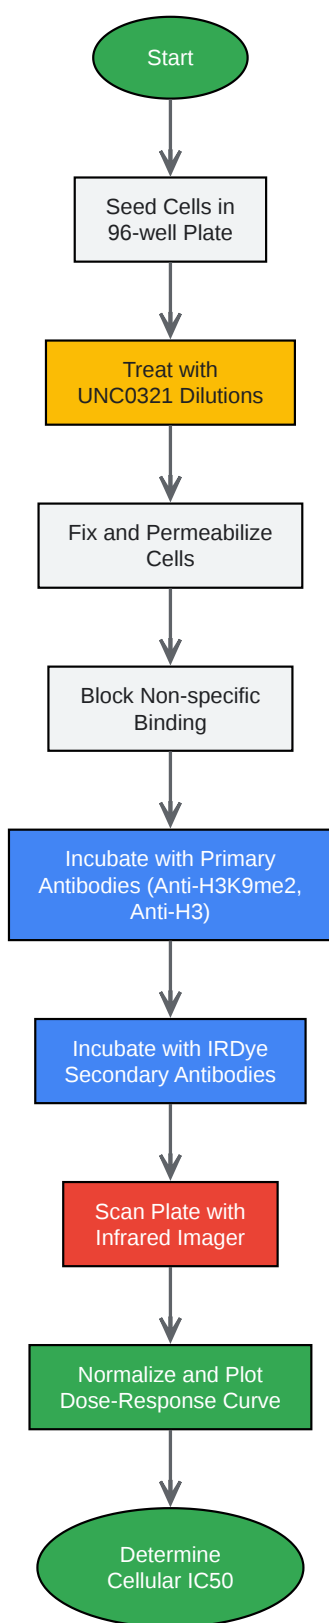 Start
Seed Cells in
96-well Plate
Treat with
UNC0321 Dilutions
Fix and Permeabilize
Cells
Block Non-specific
Binding
Incubate with Primary
Antibodies (Anti-H3K9me2,
Anti-H3)
Incubate with IRDye
Secondary Antibodies
Scan Plate with
Infrared Imager
Normalize and Plot
Dose-Response Curve
Determine
Cellular IC50